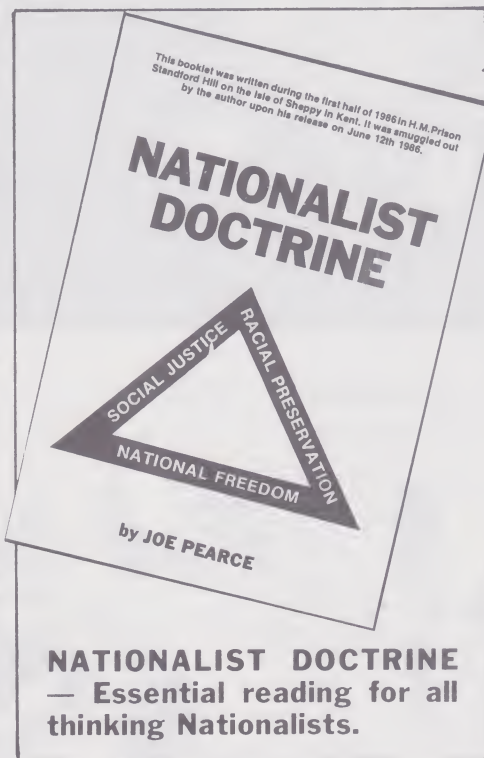 This booklet was written during the first half of 1986 in H.M. Prison
Standford Hill on the Isle of Sheppy in Kent. It was smuggled out
by the author upon his release on June 12th 1986.
NATIONALIST
DOCTRINE
SOCIAL JUSTICE
RACIAL PRESERVATION
NATIONAL FREEDOM
by JOE PEARCE
NATIONALIST DOCTRINE
— Essential reading for all
thinking Nationalists.